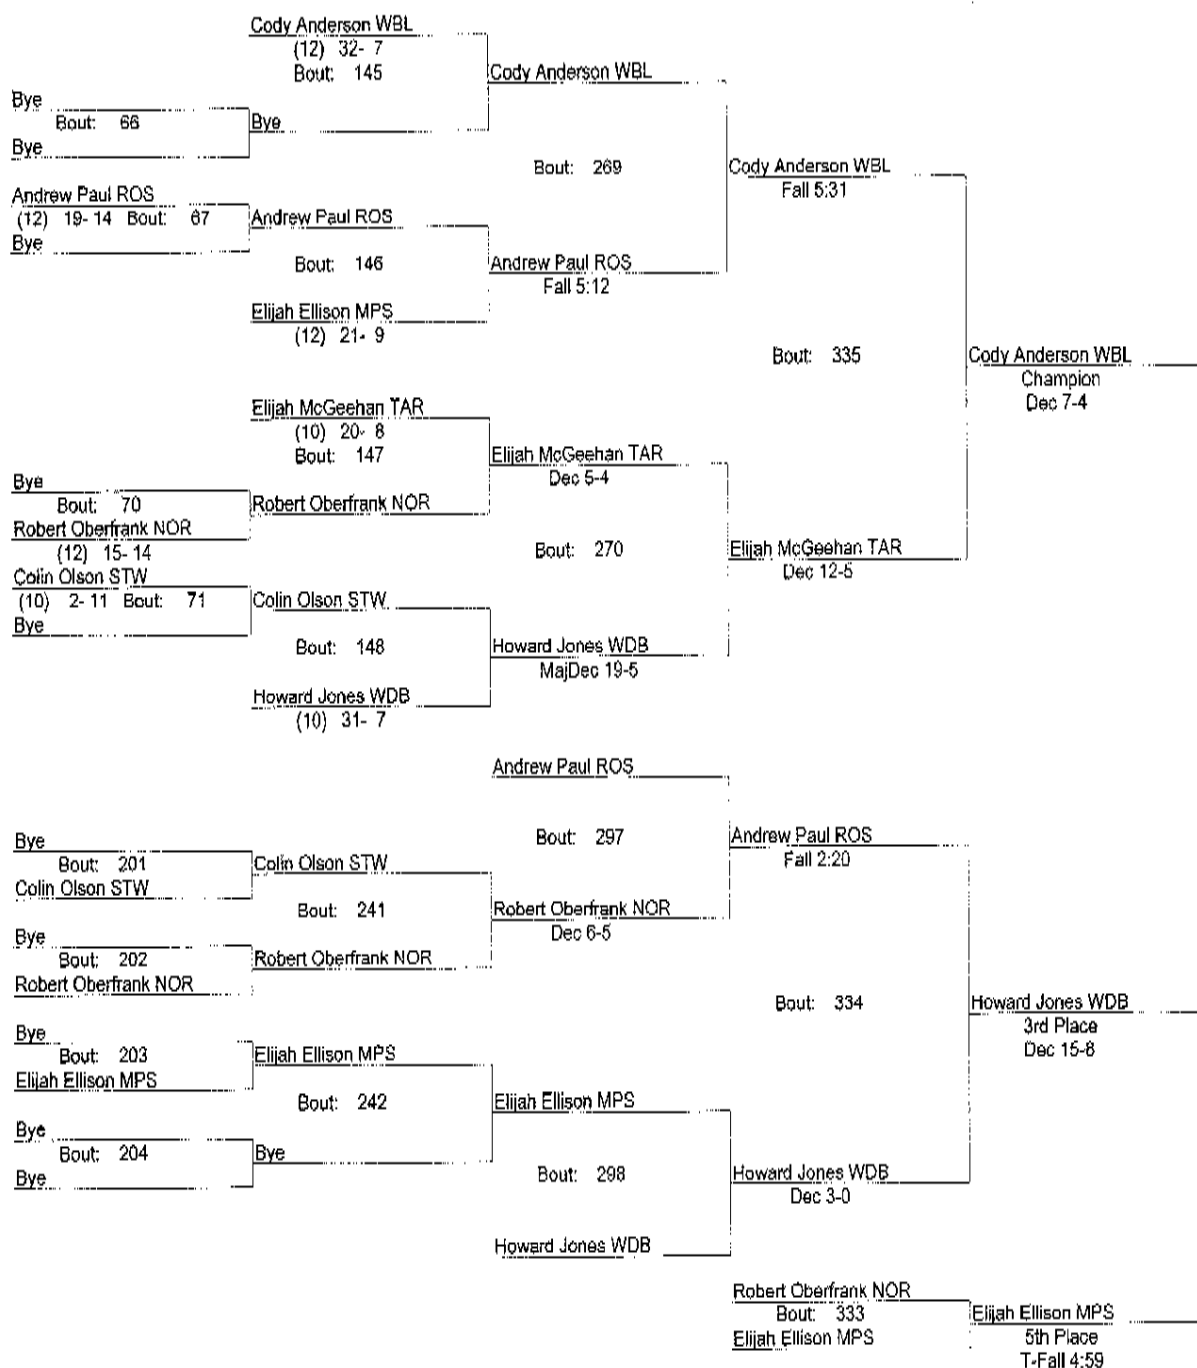 Cody Anderson WBL
(12) 32- 7
Bout: 145
Cody Anderson WBL
Bye
Bout: 66
Bye
Bye
Bout: 269
Cody Anderson WBL
Fall 5:31
Andrew Paul ROS
(12) 19- 14 Bout: 67
Bye
Andrew Paul ROS
Bout: 146
Andrew Paul ROS
Fall 5:12
Elijah Ellison MPS
(12) 21- 9
Bout: 335
Cody Anderson WBL
Champion
Dec 7-4
Elijah McGeehan TAR
(10) 20- 8
Bout: 147
Elijah McGeehan TAR
Dec 5-4
Bye
Bout: 70
Robert Oberfrank NOR
(12) 15- 14
Robert Oberfrank NOR
Bout: 270
Elijah McGeehan TAR
Dec 12-5
Colin Olson STW
(10) 2- 11 Bout: 71
Bye
Colin Olson STW
Bout: 148
Howard Jones WDB
MajDec 19-5
Howard Jones WDB
(10) 31- 7
Andrew Paul ROS
Bout: 297
Andrew Paul ROS
Fall 2:20
Bye
Bout: 201
Colin Olson STW
Colin Olson STW
Bout: 241
Robert Oberfrank NOR
Dec 6-5
Bye
Bout: 202
Robert Oberfrank NOR
Robert Oberfrank NOR
Bout: 334
Howard Jones WDB
3rd Place
Dec 15-8
Bye
Bout: 203
Elijah Ellison MPS
Elijah Ellison MPS
Bout: 242
Elijah Ellison MPS
Bye
Bout: 204
Bye
Bye
Bout: 298
Howard Jones WDB
Dec 3-0
Howard Jones WDB
Robert Oberfrank NOR
Bout: 333
Elijah Ellison MPS
Elijah Ellison MPS
5th Place
T-Fall 4:59